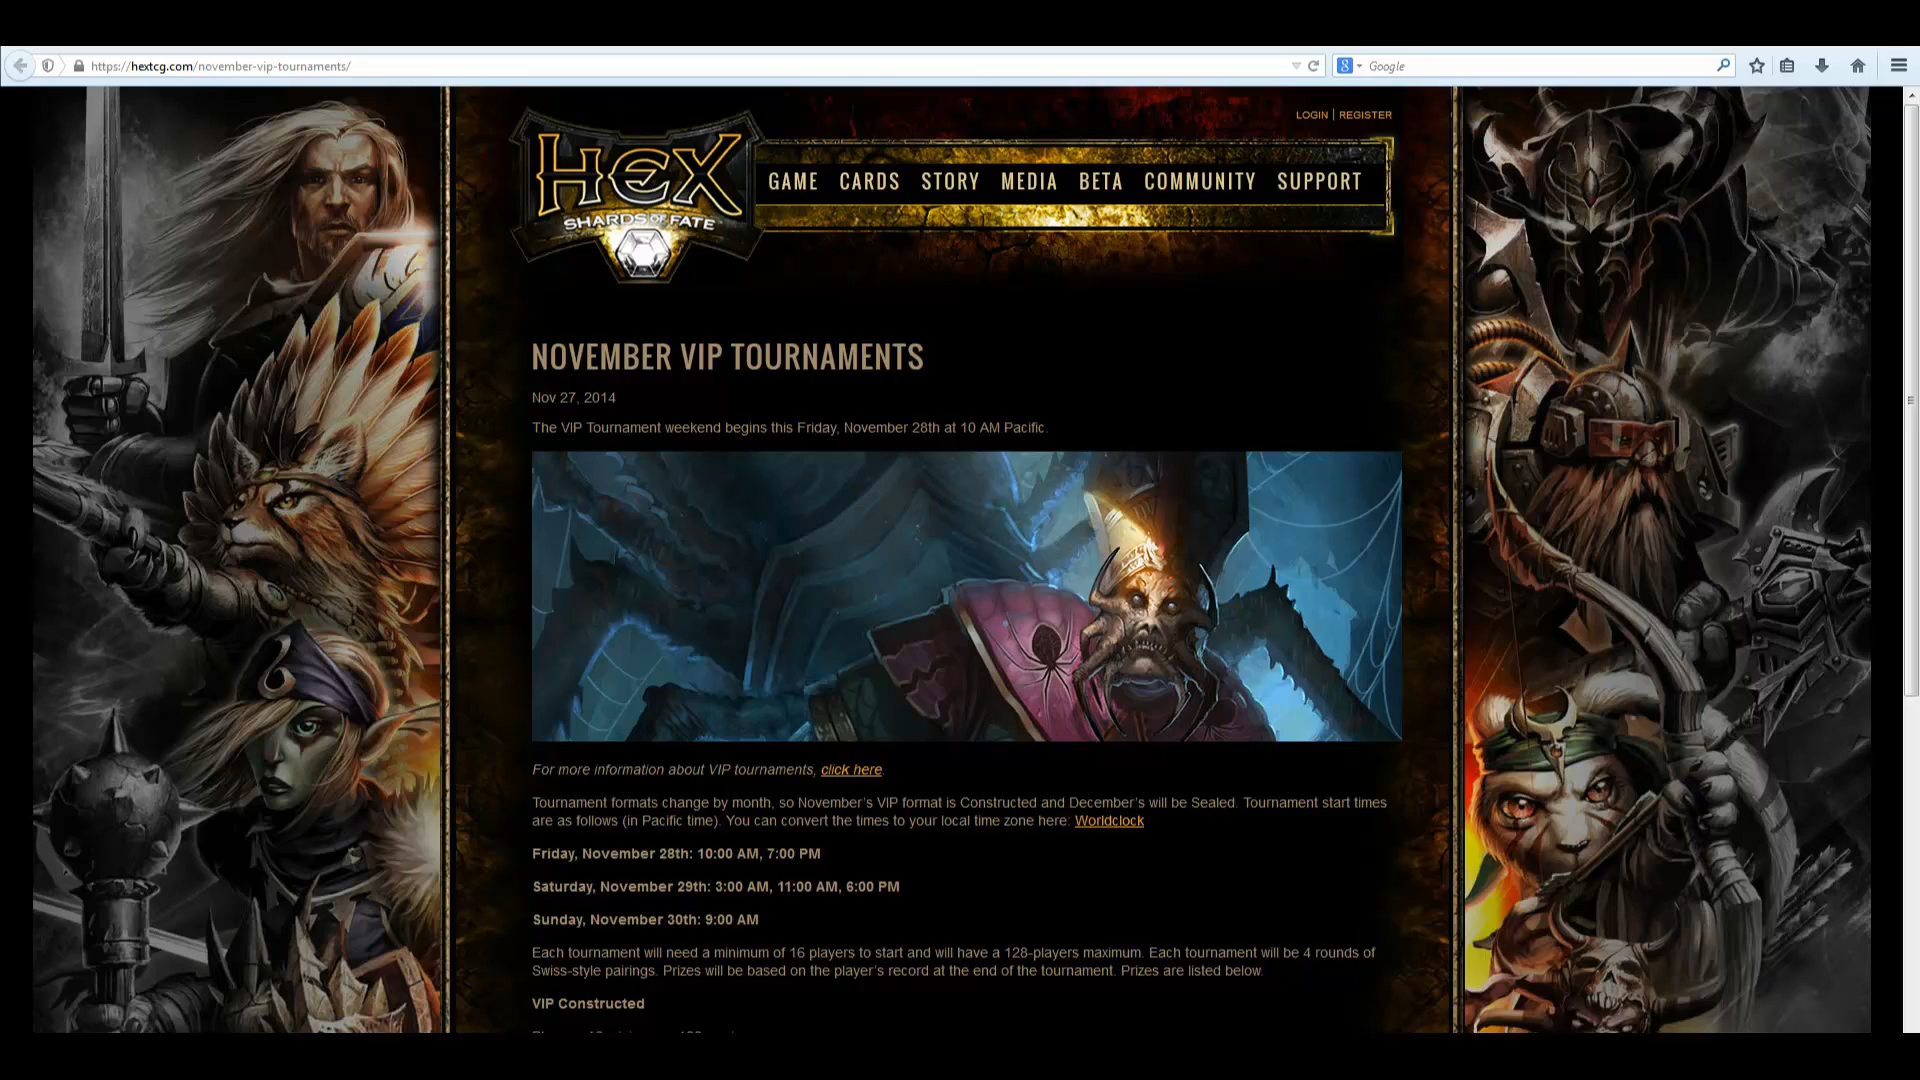 https://hextcg.com/november-vip-tournaments/
Google
LOGIN | REGISTER
HEX
SHARDS OF FATE
GAME CARDS STORY MEDIA BETA COMMUNITY SUPPORT
NOVEMBER VIP TOURNAMENTS
Nov 27, 2014
The VIP Tournament weekend begins this Friday, November 28th at 10 AM Pacific.
For more information about VIP tournaments, click here.
Tournament formats change by month, so November's VIP format is Constructed and December's will be Sealed. Tournament start times
are as follows (in Pacific time). You can convert the times to your local time zone here: Worldclock
Friday, November 28th: 10:00 AM, 7:00 PM
Saturday, November 29th: 3:00 AM, 11:00 AM, 6:00 PM
Sunday, November 30th: 9:00 AM
Each tournament will need a minimum of 16 players to start and will have a 128-players maximum. Each tournament will be 4 rounds of
Swiss-style pairings. Prizes will be based on the player's record at the end of the tournament. Prizes are listed below.
VIP Constructed